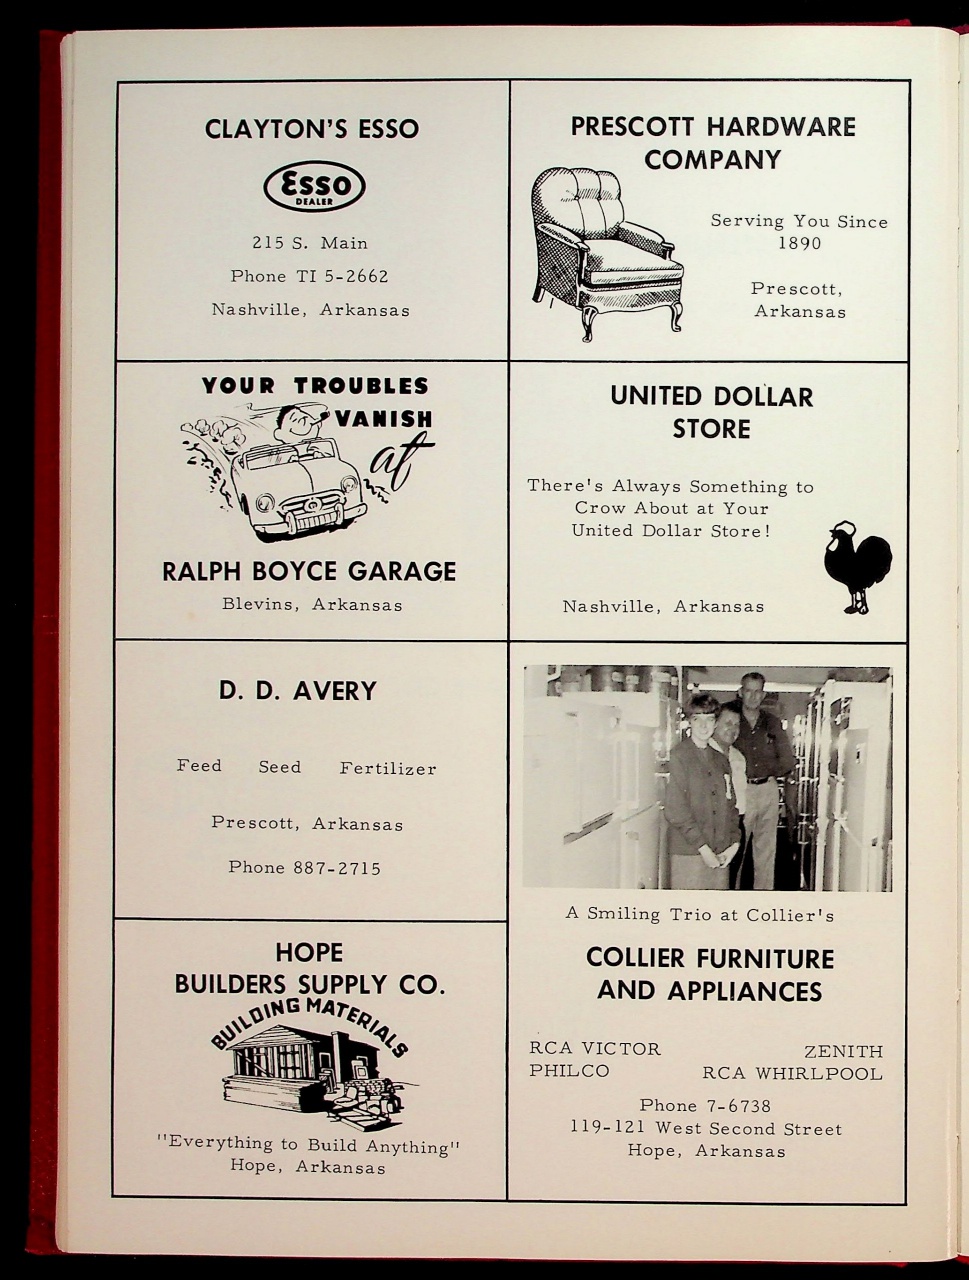 CLAYTON'S ESSO
Esso
DEALER
215 S. Main
Phone TI 5-2662
Nashville, Arkansas
PRESCOTT HARDWARE
COMPANY
Serving You Since
1890
Prescott,
Arkansas
YOUR TROUBLES
VANISH
at
RALPH BOYCE GARAGE
Blevins, Arkansas
UNITED DOLLAR
STORE
There's Always Something to
Crow About at Your
United Dollar Store!
Nashville, Arkansas
D. D. AVERY
Feed Seed Fertilizer
Prescott, Arkansas
Phone 887-2715
HOPE
BUILDERS SUPPLY CO.
BUILDING MATERIALS
"Everything to Build Anything"
Hope, Arkansas
A Smiling Trio at Collier's
COLLIER FURNITURE
AND APPLIANCES
RCA VICTOR ZENITH
PHILCO RCA WHIRLPOOL
Phone 7-6738
119-121 West Second Street
Hope, Arkansas